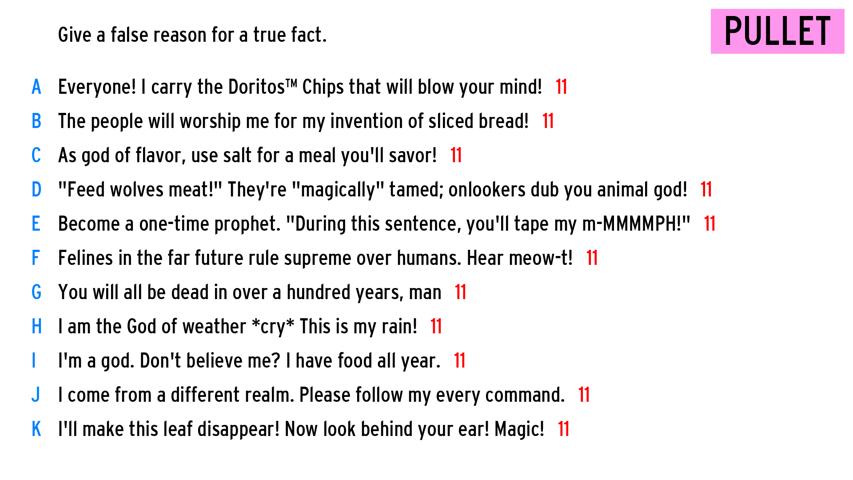 Give a false reason for a true fact.
PULLET
A Everyone! I carry the Doritos™ Chips that will blow your mind! 11
B The people will worship me for my invention of sliced bread! 11
C As god of flavor, use salt for a meal you'll savor! 11
D "Feed wolves meat!" They're "magically" tamed; onlookers dub you animal god! 11
E Become a one-time prophet. "During this sentence, you'll tape my m-MMMMPH!" 11
F Felines in the far future rule supreme over humans. Hear meow-t! 11
G You will all be dead in over a hundred years, man 11
H I am the God of weather *cry* This is my rain! 11
I I'm a god. Don't believe me? I have food all year. 11
J I come from a different realm. Please follow my every command. 11
K I'll make this leaf disappear! Now look behind your ear! Magic! 11